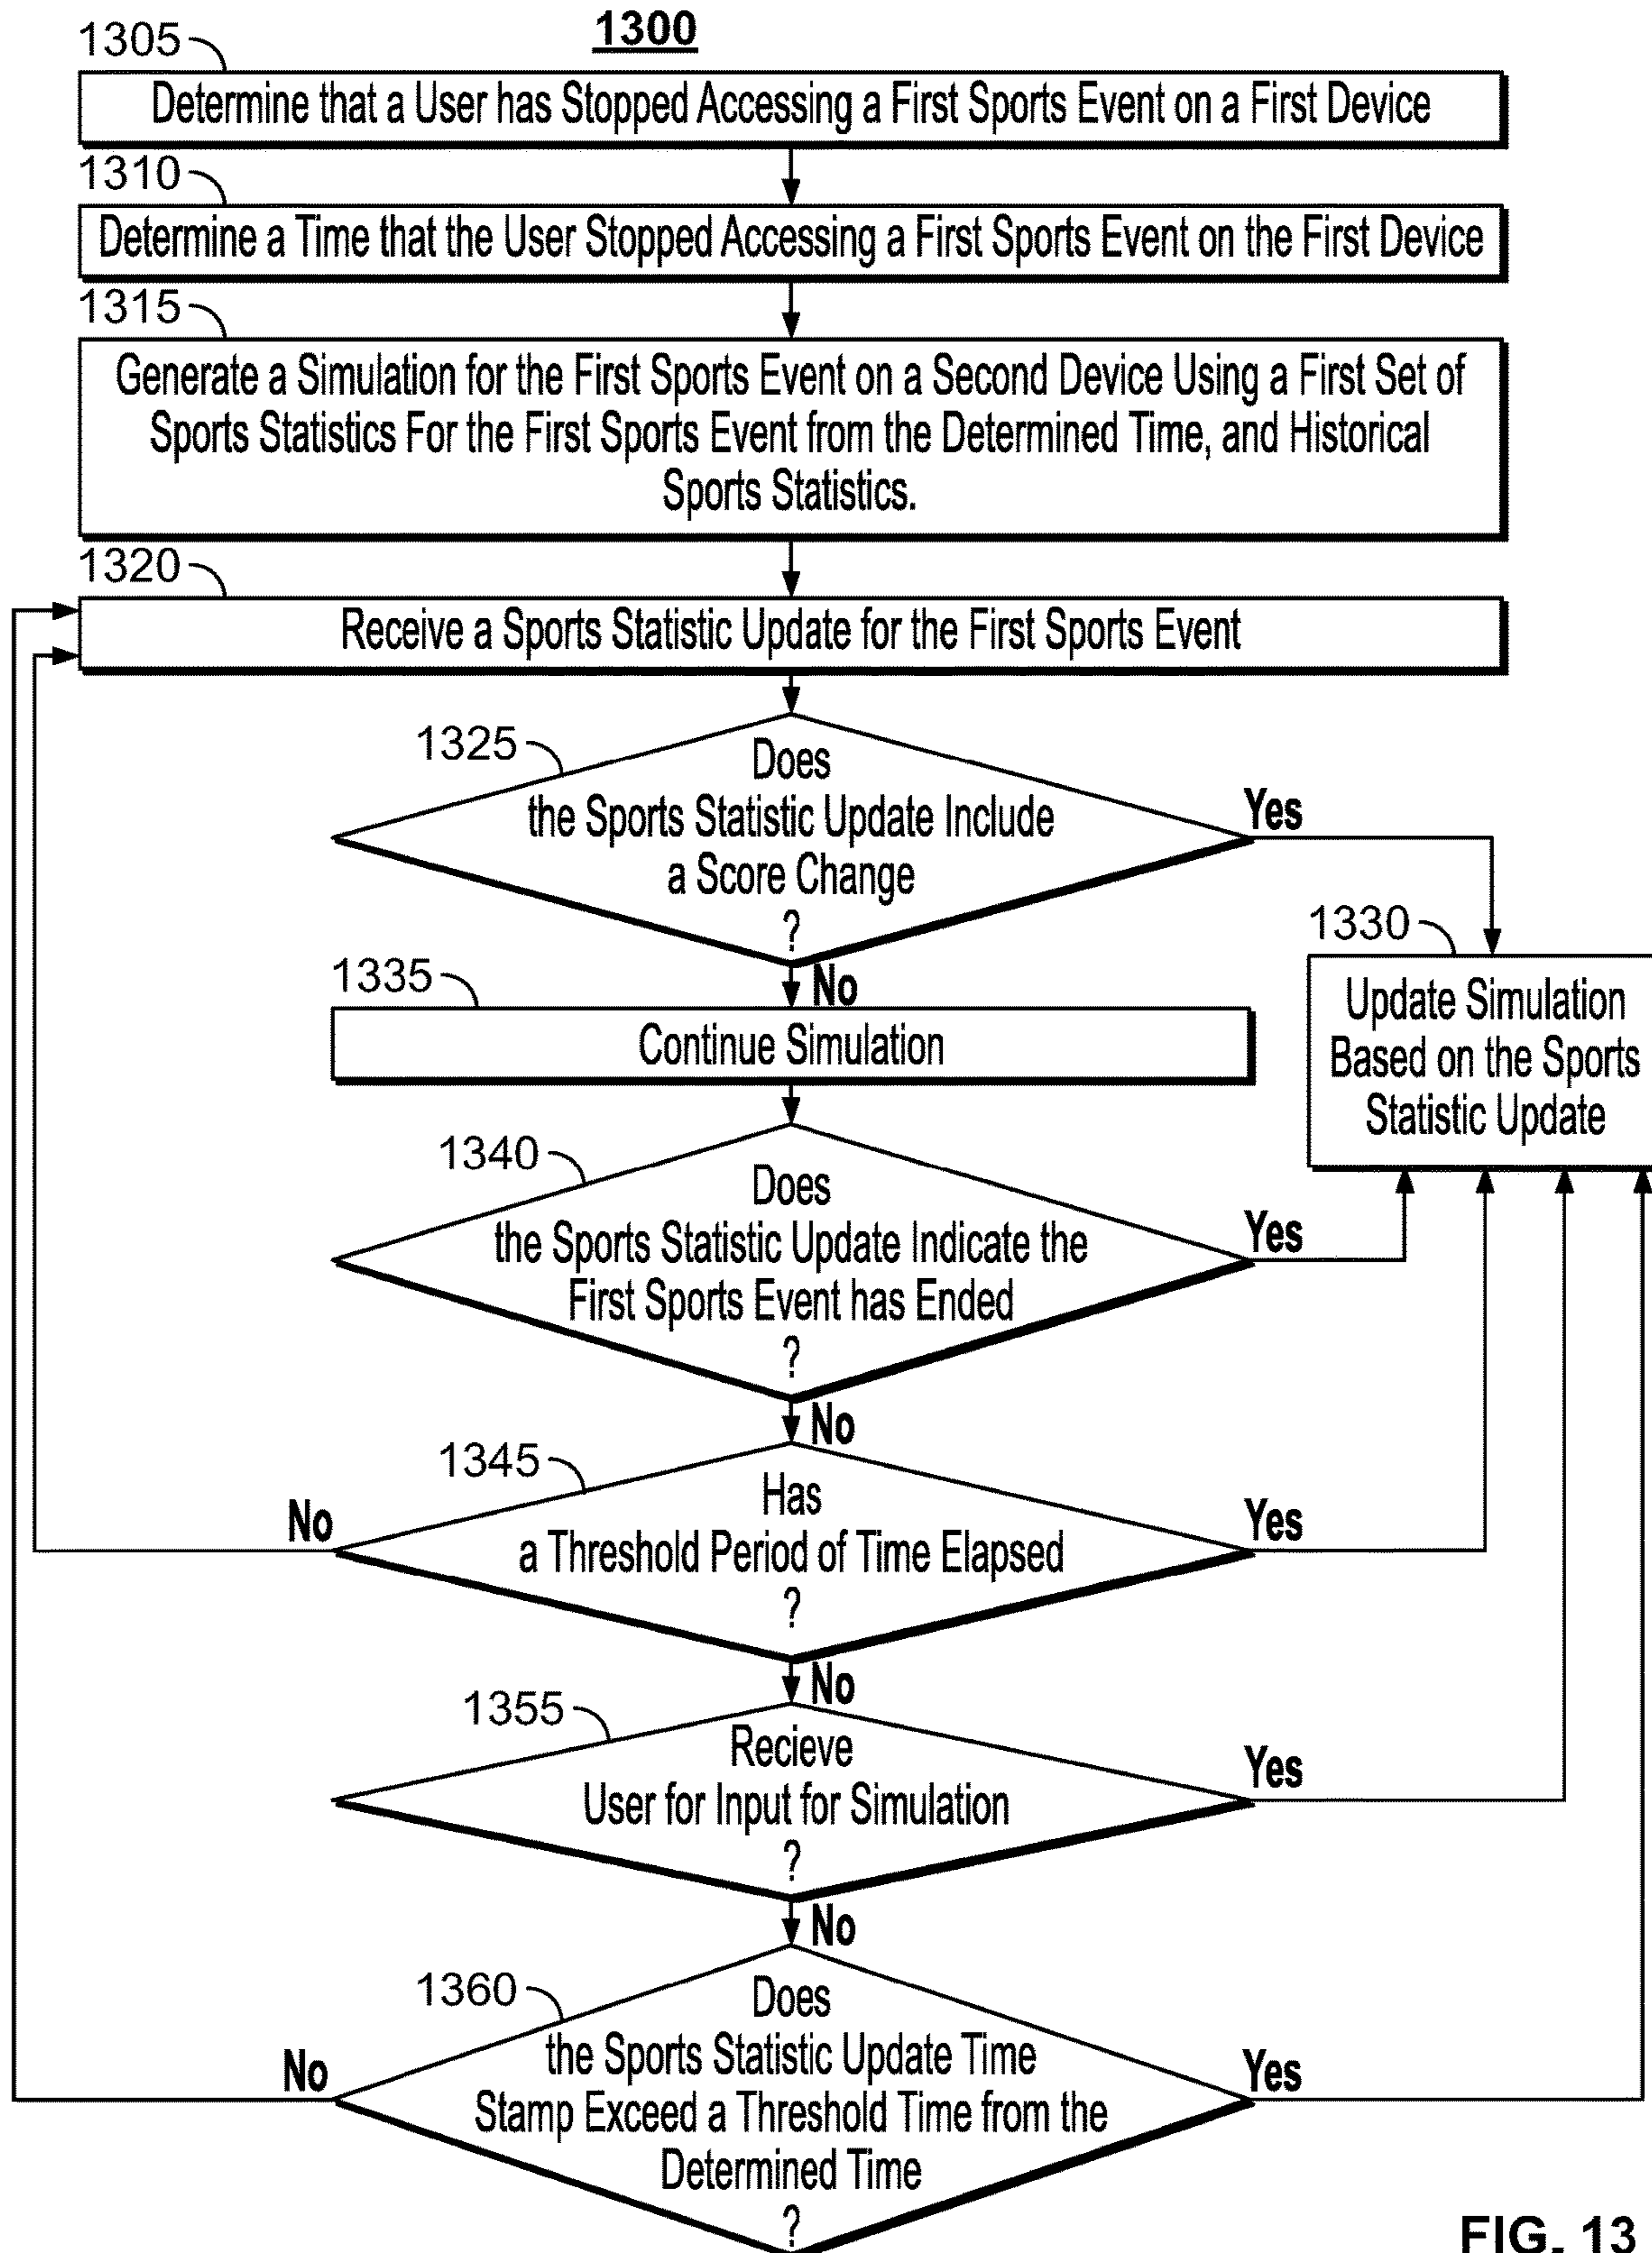 1300
1305
Determine that a User has Stopped Accessing a First Sports Event on a First Device
1310
Determine a Time that the User Stopped Accessing a First Sports Event on the First Device
1315
Generate a Simulation for the First Sports Event on a Second Device Using a First Set of
Sports Statistics For the First Sports Event from the Determined Time, and Historical
Sports Statistics.
1320
Receive a Sports Statistic Update for the First Sports Event
1325
Does
the Sports Statistic Update Include
a Score Change
?
Yes
No
1330
Update Simulation
Based on the Sports
Statistic Update
1335
Continue Simulation
1340
Does
the Sports Statistic Update Indicate the
First Sports Event has Ended
?
Yes
No
1345
Has
a Threshold Period of Time Elapsed
?
No
Yes
No
1355
Recieve
User for Input for Simulation
?
Yes
No
1360
Does
the Sports Statistic Update Time
Stamp Exceed a Threshold Time from the
Determined Time
?
No
Yes
FIG. 13